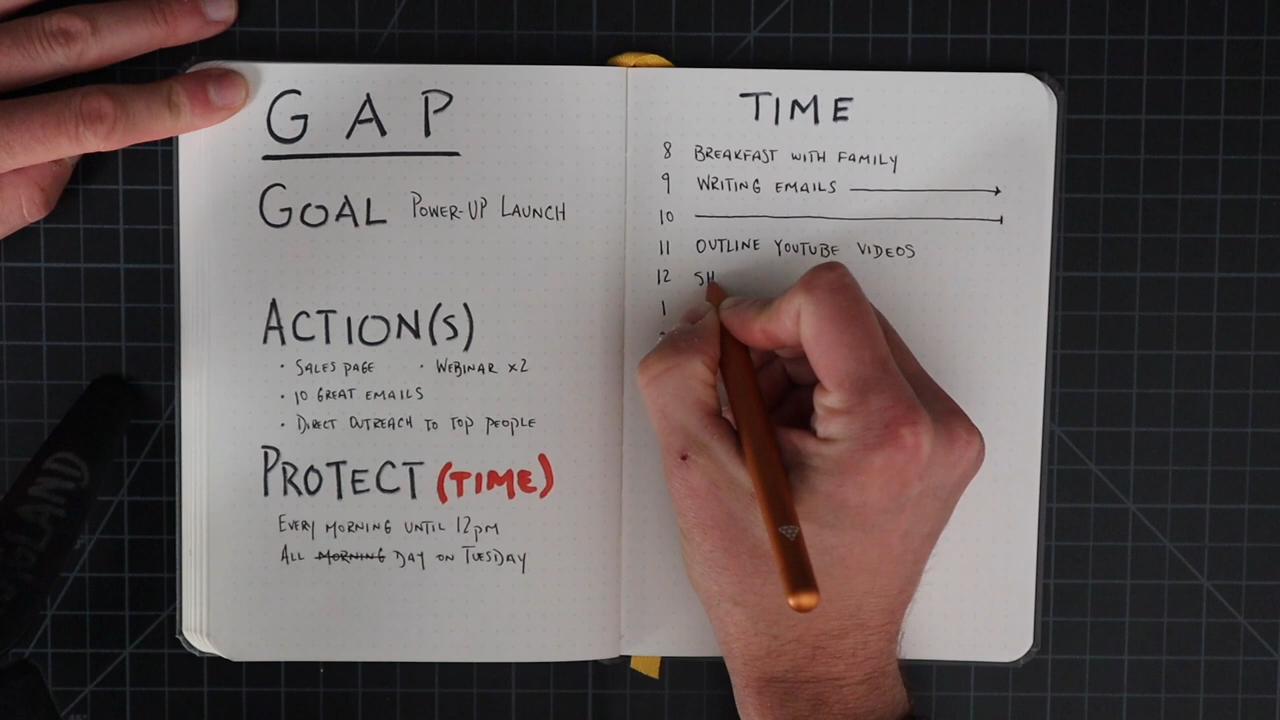 GAP
GOAL POWER-UP LAUNCH
ACTION(S)
• SALES PAGE • WEBINAR x2
• 10 GREAT EMAILS
• DIRECT OUTREACH TO TOP PEOPLE
PROTECT (TIME)
EVERY MORNING UNTIL 12pm
ALL MORNING DAY ON TUESDAY
TIME
8 BREAKFAST WITH FAMILY
9 WRITING EMAILS
10
11 OUTLINE YOUTUBE VIDEOS
12 SH
1